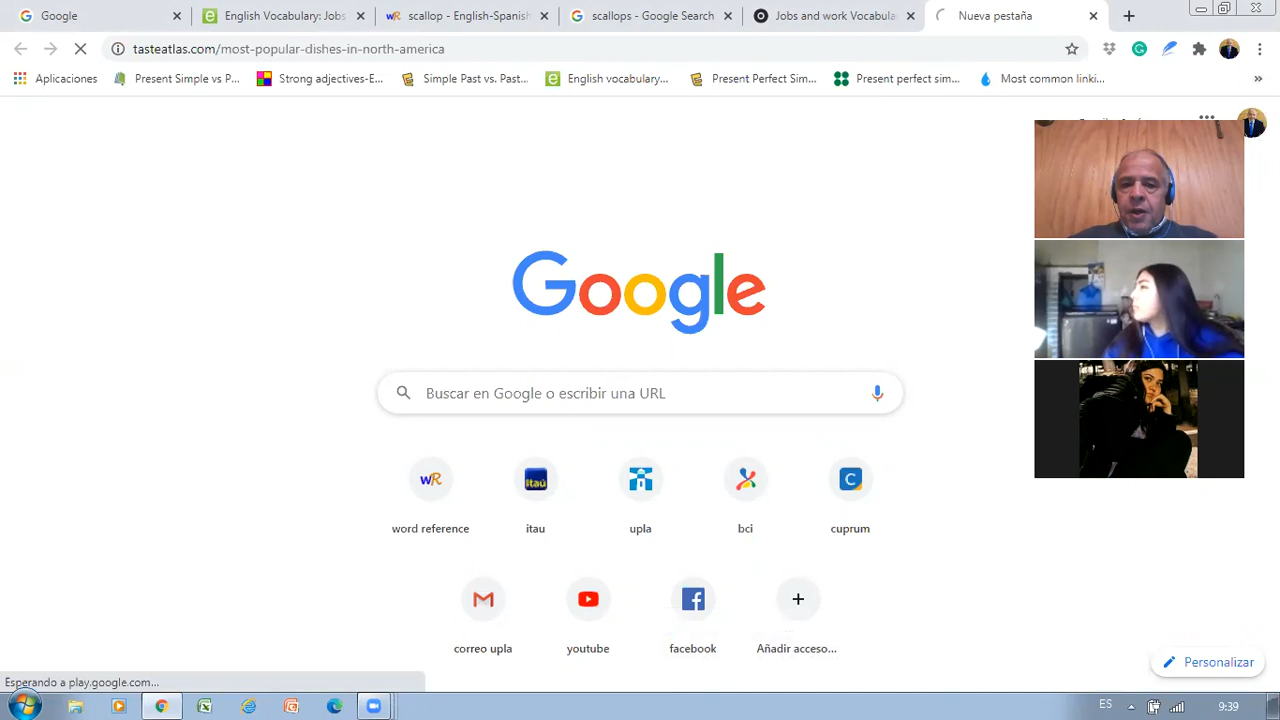 Google
English Vocabulary: Jobs
scallop - English-Spanish
scallops - Google Search
Jobs and work Vocabula
Nueva pestaña
tasteatlas.com/most-popular-dishes-in-north-america
Aplicaciones
Present Simple vs P...
Strong adjectives-E...
Simple Past vs. Past...
English vocabulary...
Present Perfect Sim...
Present perfect sim...
Most common linki...
Google
Buscar en Google o escribir una URL
word reference
itau
upla
bci
cuprum
correo upla
youtube
facebook
Añadir acceso...
Personalizar
Esperando a play.google.com...
ES
9:39